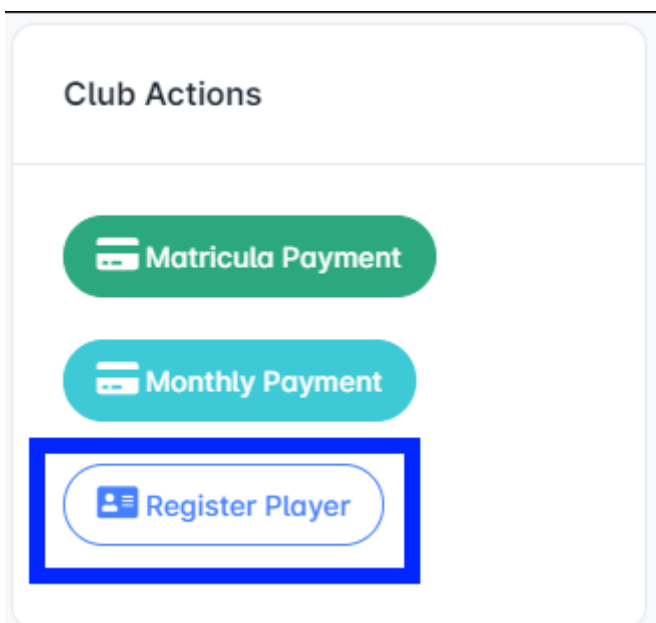 Club Actions
Matricula Payment
Monthly Payment
Register Player